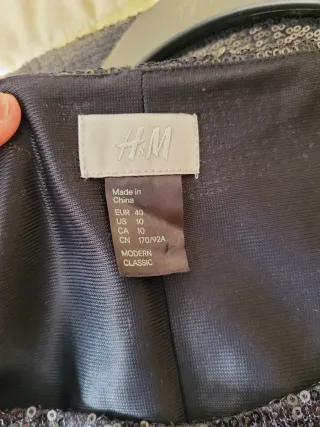 H&M
Made in
China
EUR 40
US 10
CA 10
CN 170/92A
MODERN
CLASSIC